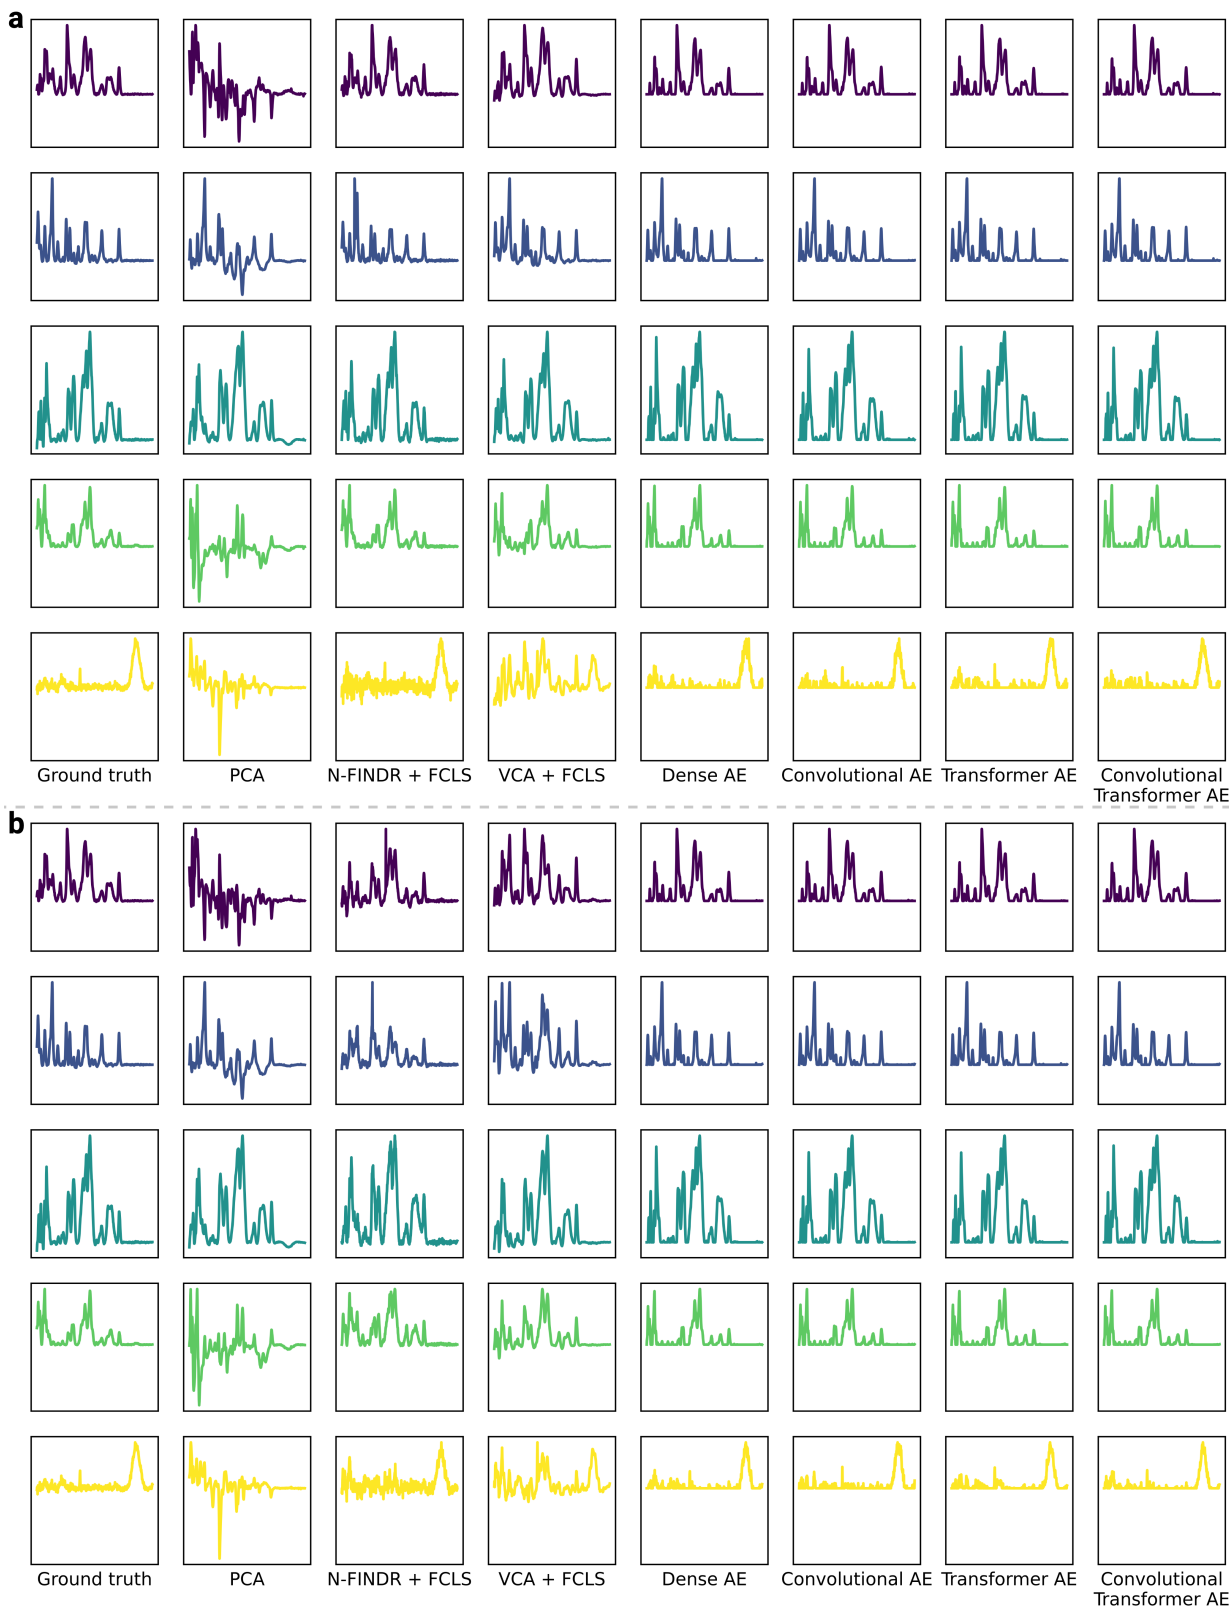 a
Ground truth PCA N-FINDR + FCLS VCA + FCLS Dense AE Convolutional AE Transformer AE Convolutional
Transformer AE
b
Ground truth PCA N-FINDR + FCLS VCA + FCLS Dense AE Convolutional AE Transformer AE Convolutional
Transformer AE